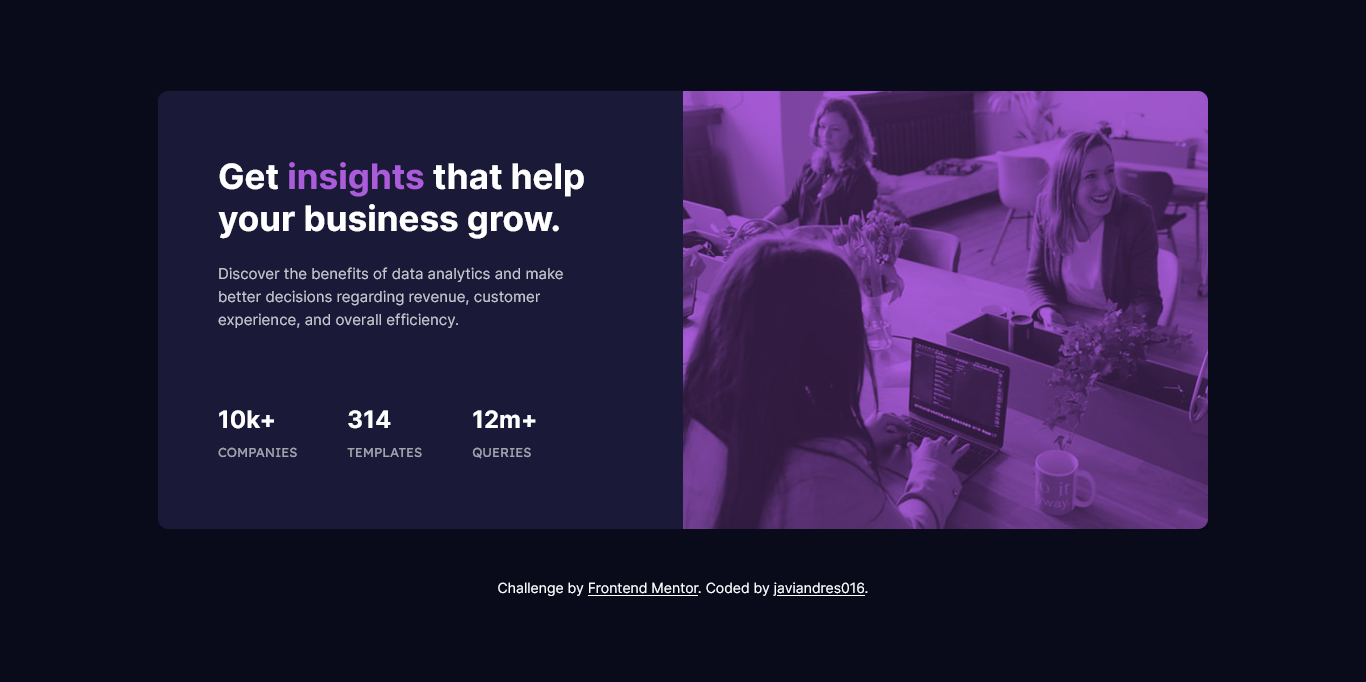 Get insights that help
your business grow.
Discover the benefits of data analytics and make
better decisions regarding revenue, customer
experience, and overall efficiency.
10k+ 314 12m+
COMPANIES TEMPLATES QUERIES
Challenge by Frontend Mentor. Coded by javiandres016.